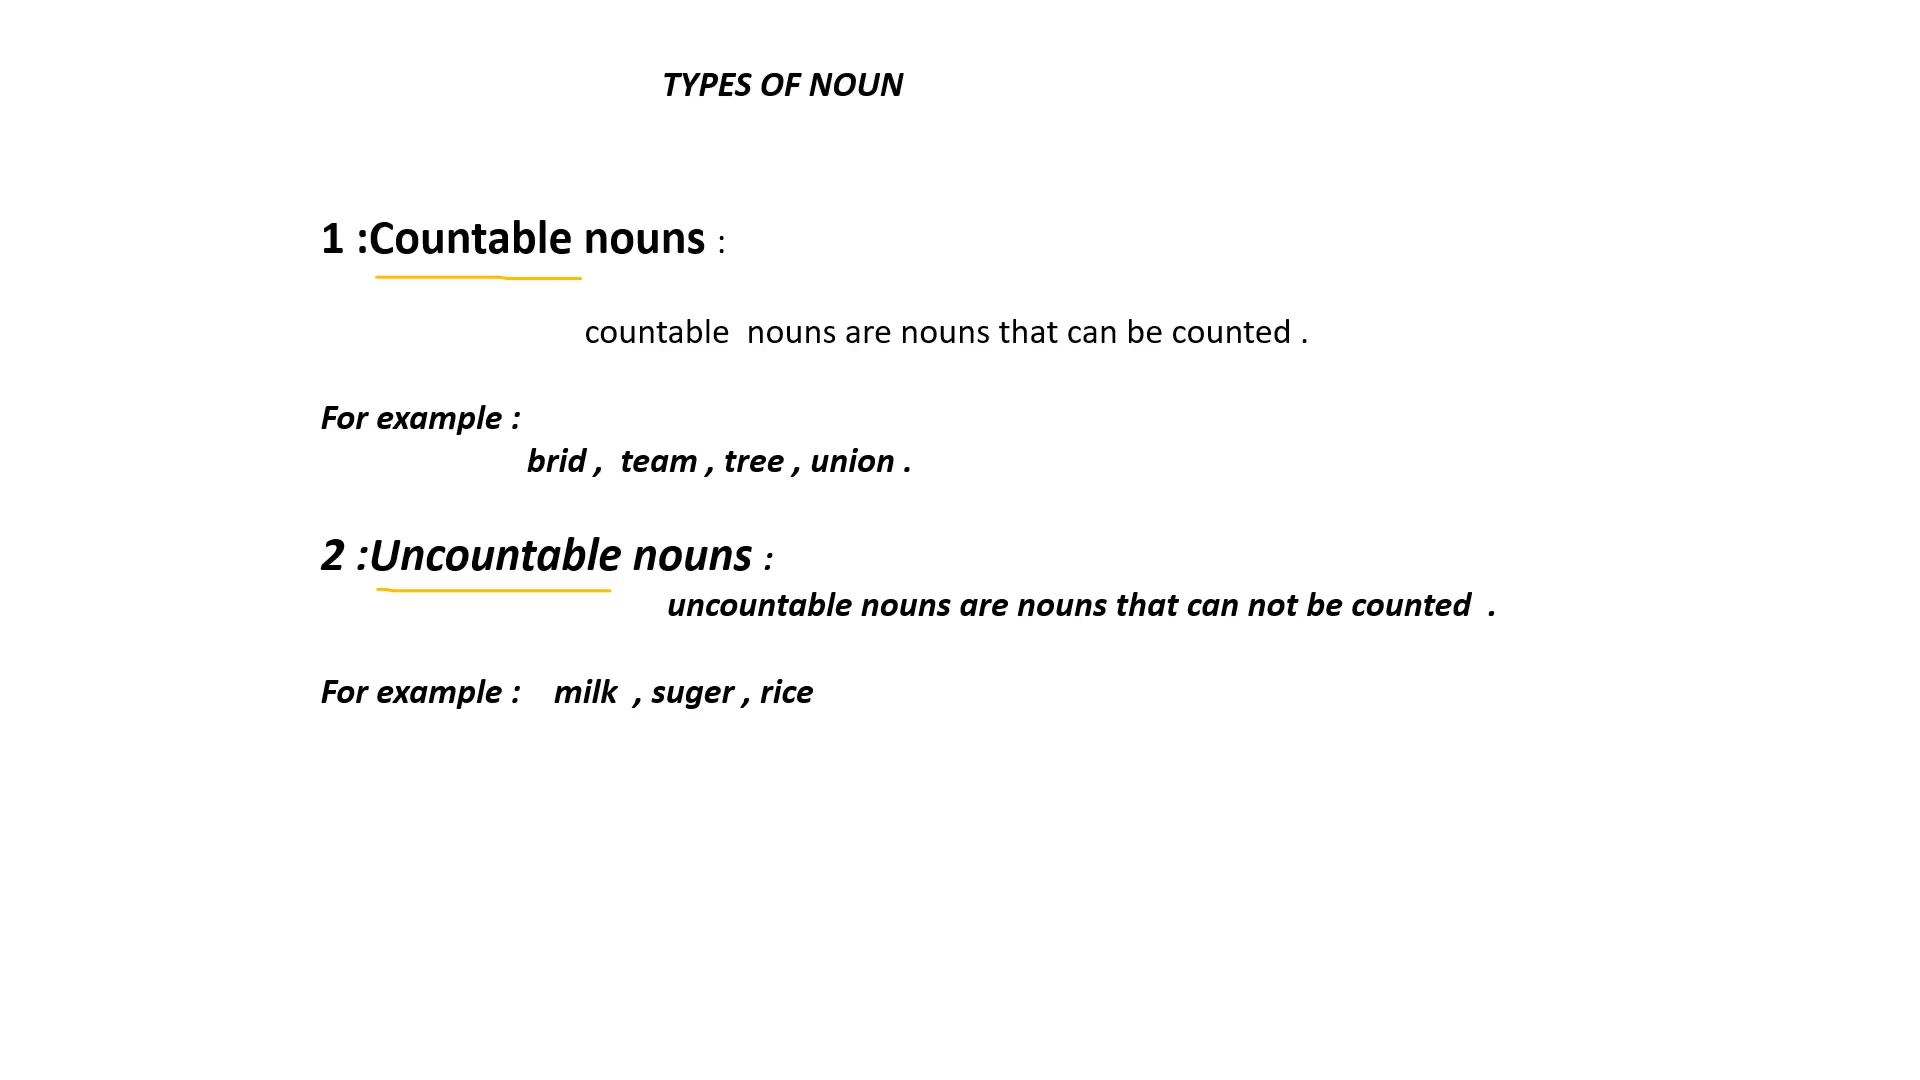 TYPES OF NOUN
1 :Countable nouns :
countable  nouns are nouns that can be counted .
For example :
brid ,  team , tree , union .
2 :Uncountable nouns :
uncountable nouns are nouns that can not be counted  .
For example :    milk  , suger , rice